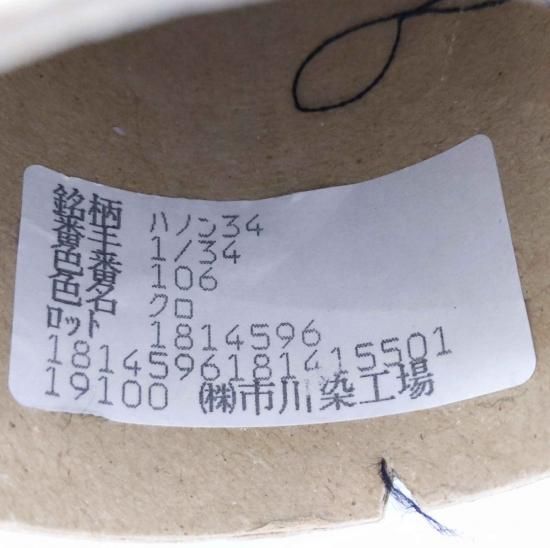 銘柄 ハノン34
番手 1/34
色番 106
色名 クロ
ロット 1814596
1814596181415501
19100 ㈱市川染工場